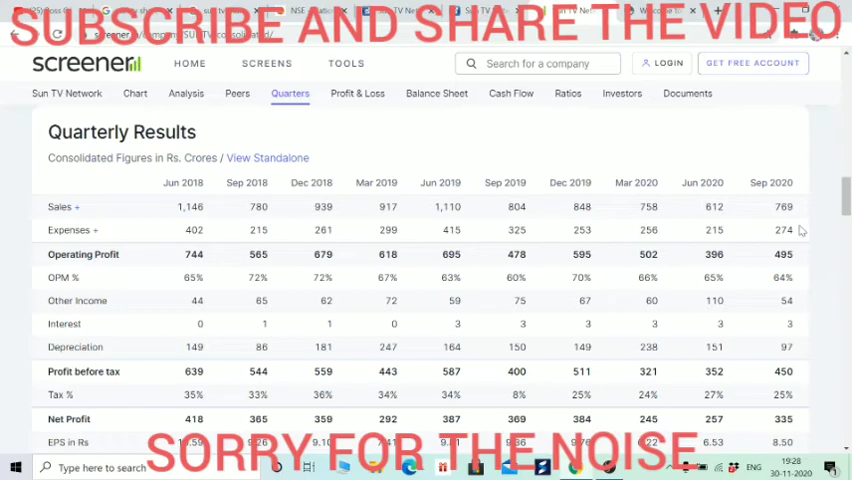 SUBSCRIBE AND SHARE THE VIDEO
screener
HOME SCREENS TOOLS Search for a company LOGIN GET FREE ACCOUNT
Sun TV Network Chart Analysis Peers Quarters Profit & Loss Balance Sheet Cash Flow Ratios Investors Documents
Quarterly Results
Consolidated Figures in Rs. Crores / View Standalone
Jun 2018 Sep 2018 Dec 2018 Mar 2019 Jun 2019 Sep 2019 Dec 2019 Mar 2020 Jun 2020 Sep 2020
Sales + 1,146 780 939 917 1,110 804 848 758 612 769
Expenses + 402 215 261 299 415 325 253 256 215 274
Operating Profit 744 565 679 618 695 478 595 502 396 495
OPM % 65% 72% 72% 67% 63% 60% 70% 66% 65% 64%
Other Income 44 65 62 72 59 75 67 60 110 54
Interest 0 1 1 0 3 3 3 3 3 3
Depreciation 149 86 181 247 164 150 149 238 151 97
Profit before tax 639 544 559 443 587 400 511 321 352 450
Tax % 35% 33% 36% 34% 34% 8% 25% 24% 27% 25%
Net Profit 418 365 359 292 387 369 384 245 257 335
EPS in Rs 9.10 6.53 8.50
SORRY FOR THE NOISE
Type here to search ENG 19:28
30-11-2020